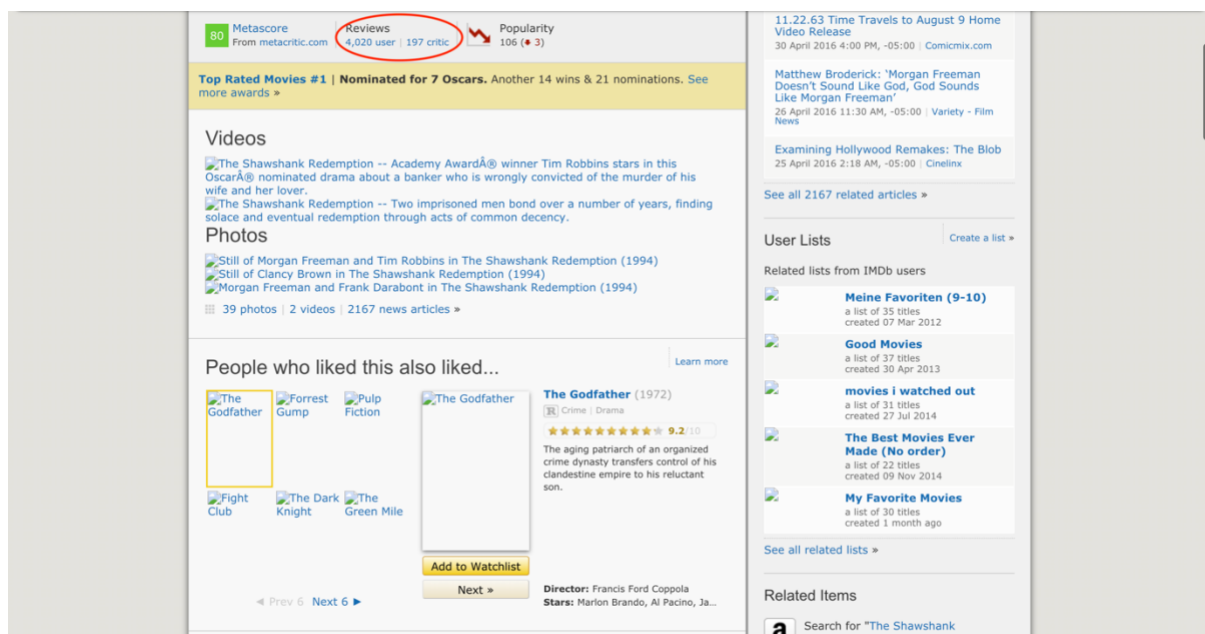 80 Metascore
From metacritic.com
Reviews
4,020 user | 197 critic
Popularity
106 (♦ 3)
Top Rated Movies #1 | Nominated for 7 Oscars. Another 14 wins & 21 nominations. See
more awards »
Videos
The Shawshank Redemption -- Academy AwardÂ® winner Tim Robbins stars in this
OscarÂ® nominated drama about a banker who is wrongly convicted of the murder of his
wife and her lover.
The Shawshank Redemption -- Two imprisoned men bond over a number of years, finding
solace and eventual redemption through acts of common decency.
Photos
Still of Morgan Freeman and Tim Robbins in The Shawshank Redemption (1994)
Still of Clancy Brown in The Shawshank Redemption (1994)
Morgan Freeman and Frank Darabont in The Shawshank Redemption (1994)
39 photos | 2 videos | 2167 news articles »
People who liked this also liked...
Learn more
The Godfather
Forrest Gump
Pulp Fiction
Fight Club
The Dark Knight
The Green Mile
◄ Prev 6 Next 6 ►
The Godfather
Add to Watchlist
Next »
The Godfather (1972)
R Crime | Drama
9.2/10
The aging patriarch of an organized
crime dynasty transfers control of his
clandestine empire to his reluctant
son.
Director: Francis Ford Coppola
Stars: Marlon Brando, Al Pacino, Ja...
11.22.63 Time Travels to August 9 Home
Video Release
30 April 2016 4:00 PM, -05:00 | Comicmix.com
Matthew Broderick: ‘Morgan Freeman
Doesn’t Sound Like God, God Sounds
Like Morgan Freeman’
26 April 2016 11:30 AM, -05:00 | Variety - Film
News
Examining Hollywood Remakes: The Blob
25 April 2016 2:18 AM, -05:00 | Cinelinx
See all 2167 related articles »
User Lists
Create a list »
Related lists from IMDb users
Meine Favoriten (9-10)
a list of 35 titles
created 07 Mar 2012
Good Movies
a list of 37 titles
created 30 Apr 2013
movies i watched out
a list of 31 titles
created 27 Jul 2014
The Best Movies Ever
Made (No order)
a list of 22 titles
created 09 Nov 2014
My Favorite Movies
a list of 30 titles
created 1 month ago
See all related lists »
Related Items
a Search for "The Shawshank